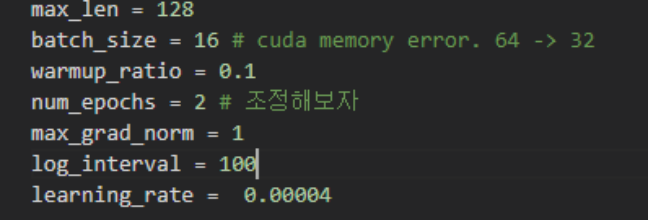 max_len = 128
batch_size = 16 # cuda memory error. 64 -> 32
warmup_ratio = 0.1
num_epochs = 2 # 조정해보자
max_grad_norm = 1
log_interval = 100
learning_rate =  0.00004